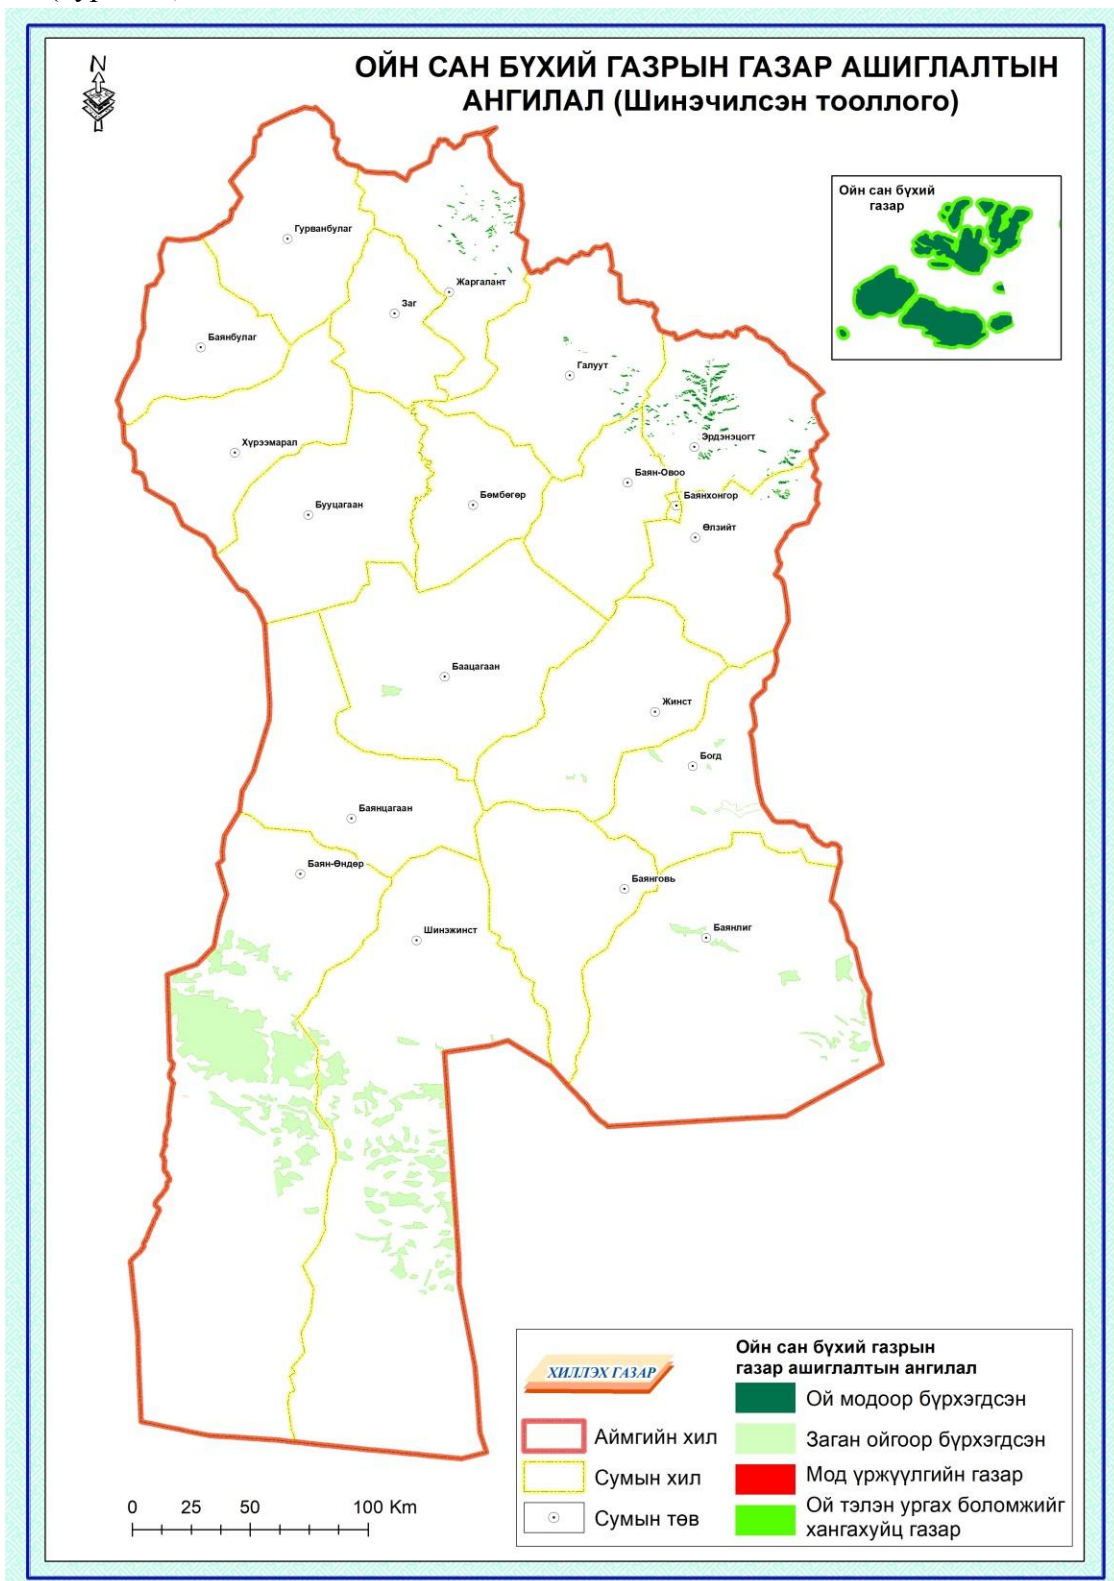 ОЙН САН БҮХИЙ ГАЗРЫН ГАЗАР АШИГЛАЛТЫН
АНГИЛАЛ (Шинэчилсэн тооллого)
N
Ойн сан бүхий
газар
Гурванбулаг
Жаргалант
Заг
Баянбулаг
Галуут
Эрдэнэцогт
Хүрээмарал
Баян-Овоо
Баянхонгор
Бууцагаан
Бөмбөгөр
Өлзийт
Баацагаан
Жинст
Богд
Баянцагаан
Баян-Өндөр
Баянговь
Шинэжинст
Баянлиг
ХИЛЛЭХ ГАЗАР
Аймгийн хил
Сумын хил
Сумын төв
Ойн сан бүхий газрын
газар ашиглалтын ангилал
Ой модоор бүрхэгдсэн
Заган ойгоор бүрхэгдсэн
Мод үржүүлгийн газар
Ой тэлэн ургах боломжийг
хангахуйц газар
0 25 50 100 Km